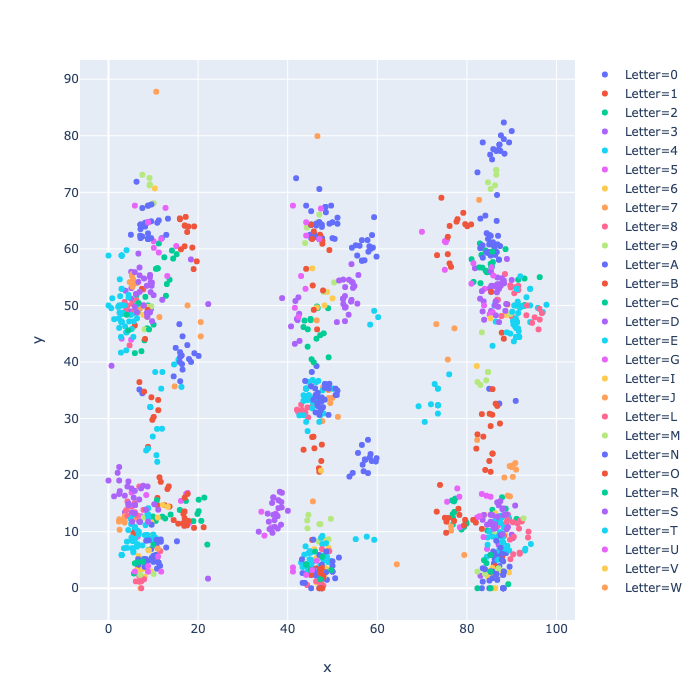 90
80
70
60
50
40
30
20
10
0
y
0 20 40 60 80 100
x
Letter=0
Letter=1
Letter=2
Letter=3
Letter=4
Letter=5
Letter=6
Letter=7
Letter=8
Letter=9
Letter=A
Letter=B
Letter=C
Letter=D
Letter=E
Letter=G
Letter=I
Letter=J
Letter=L
Letter=M
Letter=N
Letter=O
Letter=R
Letter=S
Letter=T
Letter=U
Letter=V
Letter=W